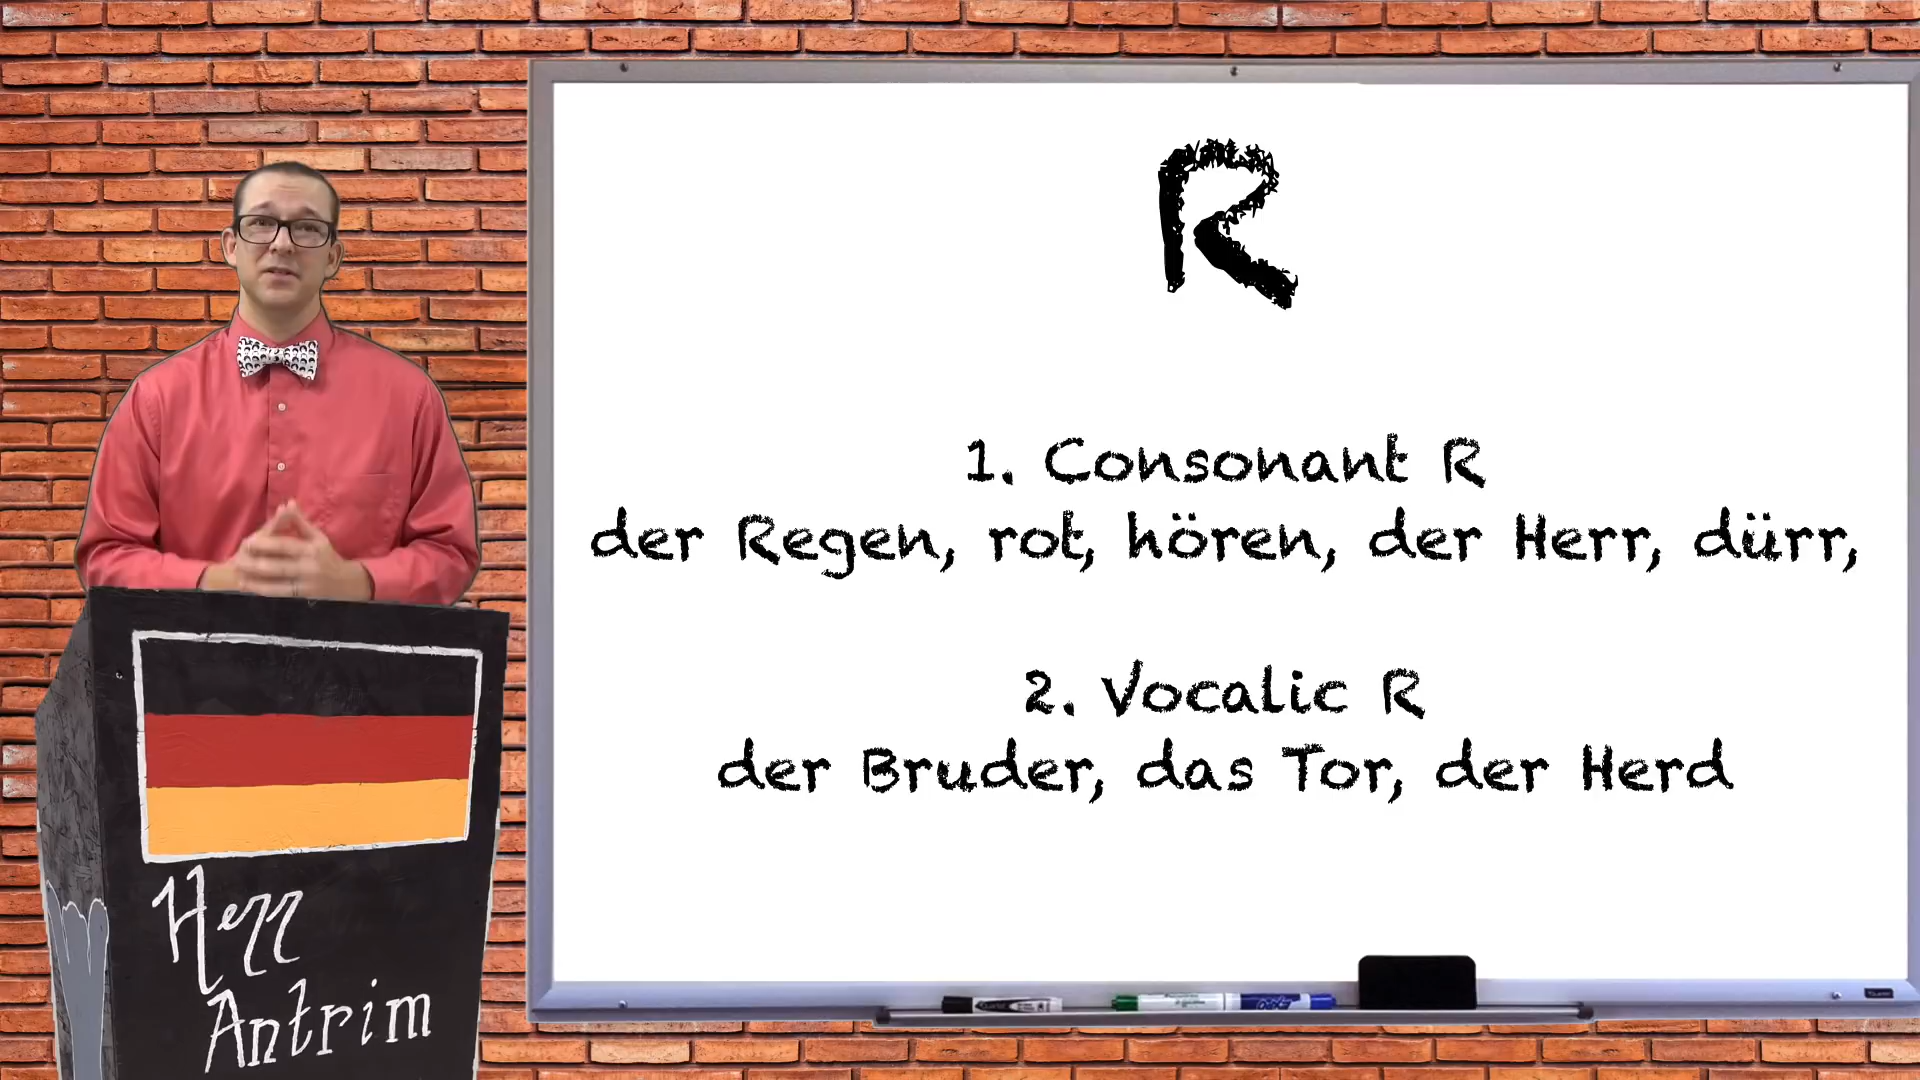 R
1. Consonant R
der Regen, rot, hören, der Herr, dürr,
2. Vocalic R
der Bruder, das Tor, der Herd
Herr
Antrim